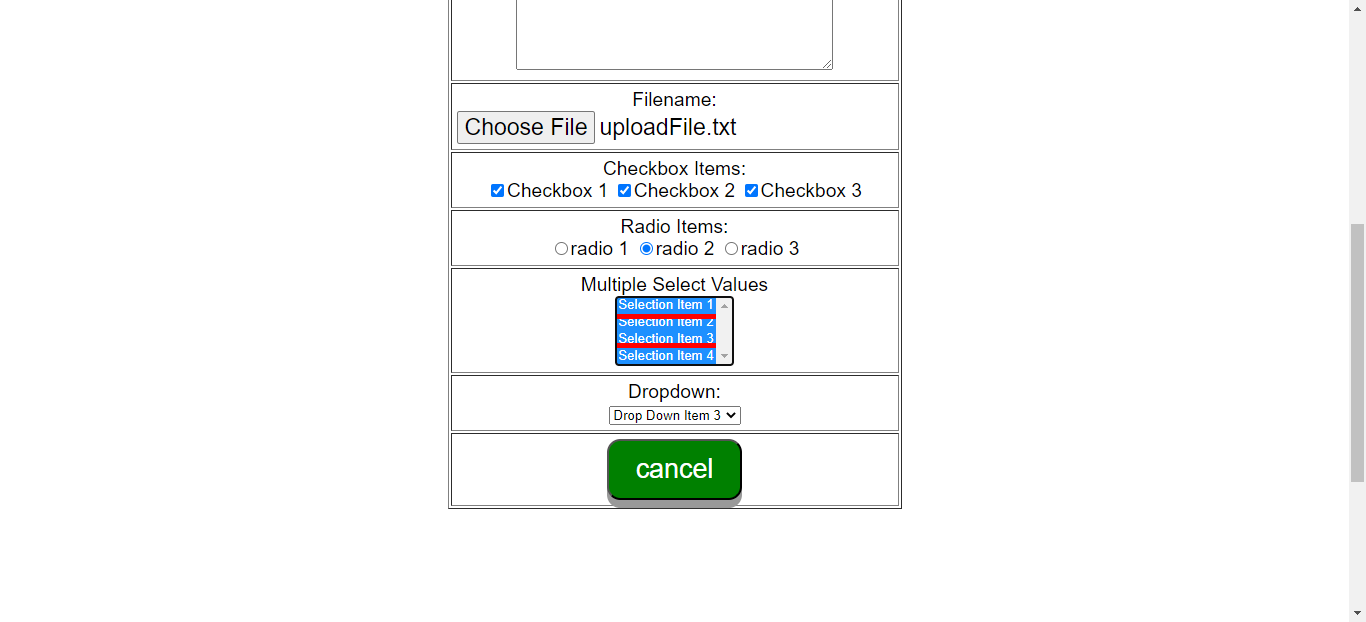 Filename:
Choose File uploadFile.txt
Checkbox Items:
Checkbox 1 Checkbox 2 Checkbox 3
Radio Items:
radio 1 radio 2 radio 3
Multiple Select Values
Selection Item 1
Selection Item 2
Selection Item 3
Selection Item 4
Dropdown:
Drop Down Item 3
cancel